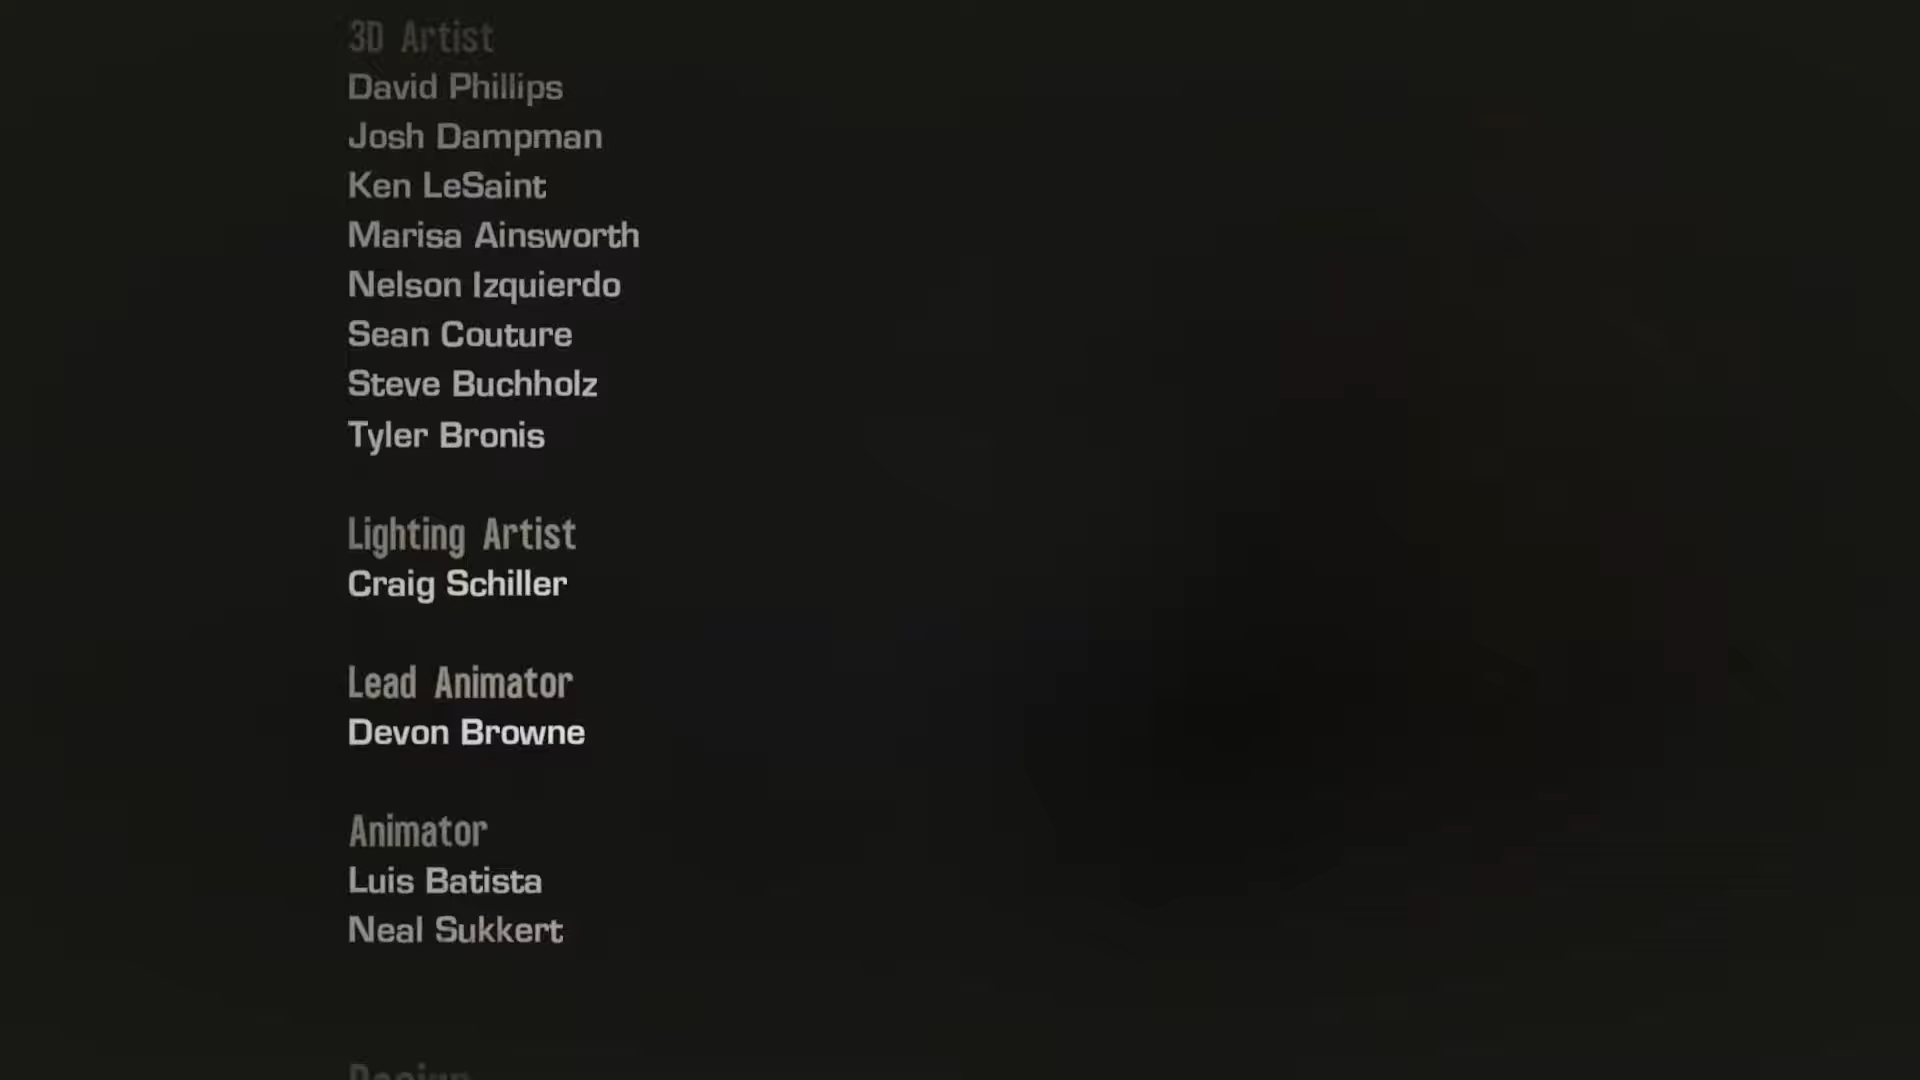 3D Artist
David Phillips
Josh Dampman
Ken LeSaint
Marisa Ainsworth
Nelson Izquierdo
Sean Couture
Steve Buchholz
Tyler Bronis
Lighting Artist
Craig Schiller
Lead Animator
Devon Browne
Animator
Luis Batista
Neal Sukkert
Design